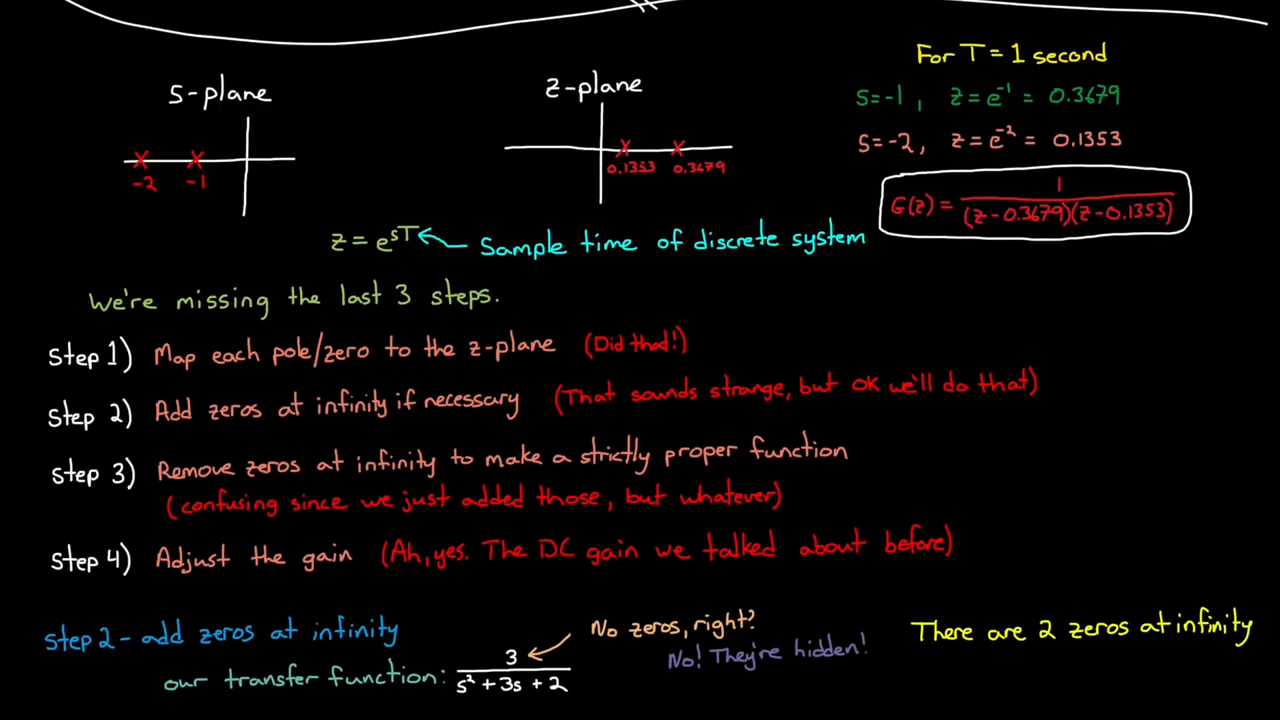 S-plane
-2 -1
z-plane
0.1353 0.3679
For T = 1 second
s=-1, z = e^-1 = 0.3679
s=-2, z = e^-2 = 0.1353
G(z) = 1 / (z-0.3679)(z-0.1353)
z = e^sT ← Sample time of discrete system
We're missing the last 3 steps.
Step 1) Map each pole/zero to the z-plane (Did that!)
Step 2) Add zeros at infinity if necessary (That sounds strange, but OK we'll do that)
Step 3) Remove zeros at infinity to make a strictly proper function
(confusing since we just added those, but whatever)
Step 4) Adjust the gain (Ah, yes. The DC gain we talked about before)
Step 2 - add zeros at infinity
our transfer function: 3 / s² + 3s + 2
No zeros, right?
No! They're hidden!
There are 2 zeros at infinity